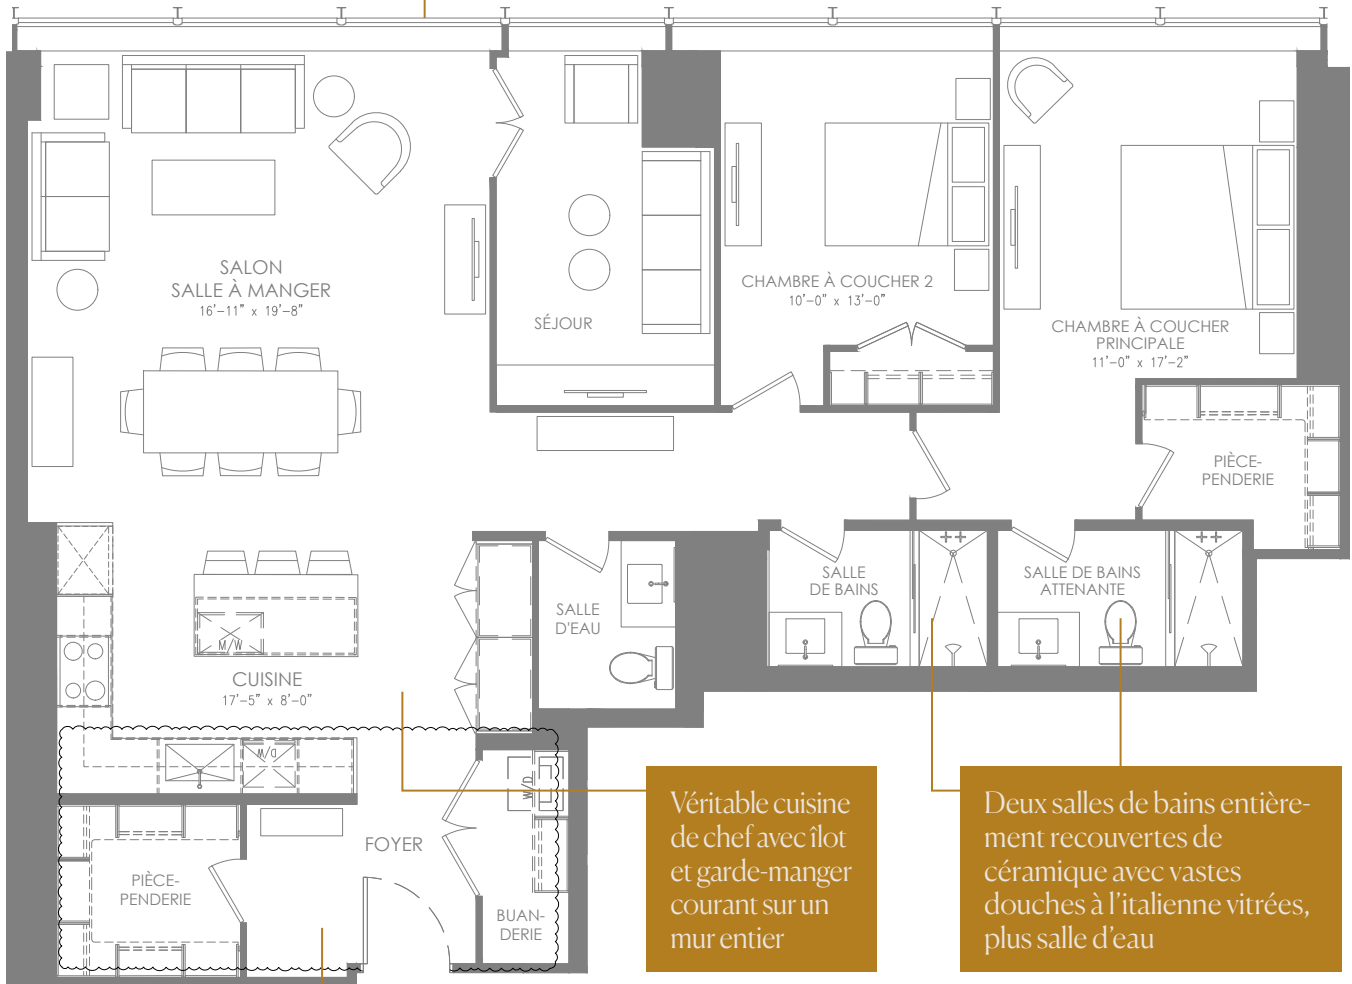 SALON
SALLE À MANGER
16'-11" x 19'-8"
SÉJOUR
CHAMBRE À COUCHER 2
10'-0" x 13'-0"
CHAMBRE À COUCHER
PRINCIPALE
11'-0" x 17'-2"
PIÈCE-
PENDERIE
SALLE
D'EAU
SALLE
DE BAINS
SALLE DE BAINS
ATTENANTE
M/W
CUISINE
17'-5" x 8'-0"
M/D
W/D
FOYER
PIÈCE-
PENDERIE
BUAN-
DERIE
Véritable cuisine
de chef avec îlot
et garde-manger
courant sur un
mur entier
Deux salles de bains entière-
ment recouvertes de
céramique avec vastes
douches à l'italienne vitrées,
plus salle d'eau